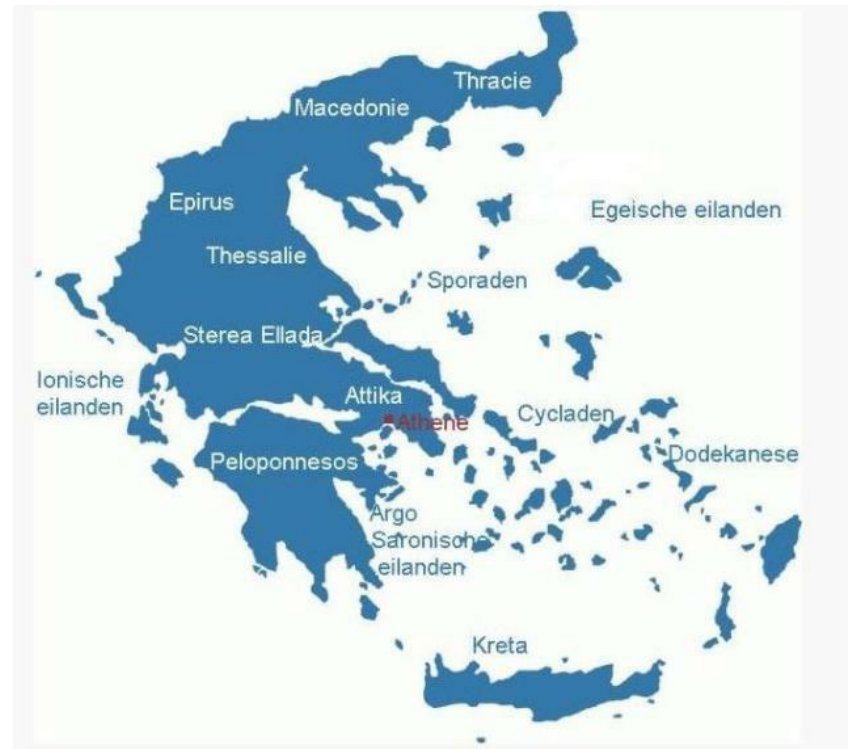 Thracie
Macedonie
Epirus
Egeische eilanden
Thessalie
Sporaden
Sterea Ellada
Ionische
eilanden
Attika
Athene
Cycladen
Dodekanese
Peloponnesos
Argo
Saronische
eilanden
Kreta